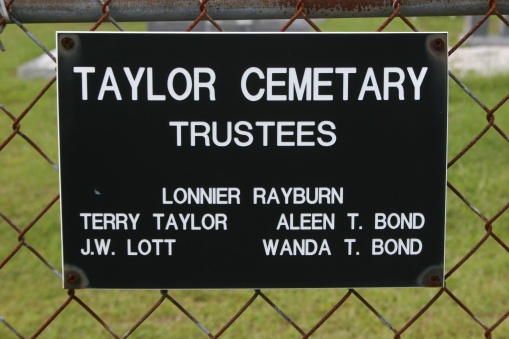 TAYLOR CEMETARY
TRUSTEES
LONNIER RAYBURN
TERRY TAYLOR ALEEN T. BOND
J.W. LOTT WANDA T. BOND